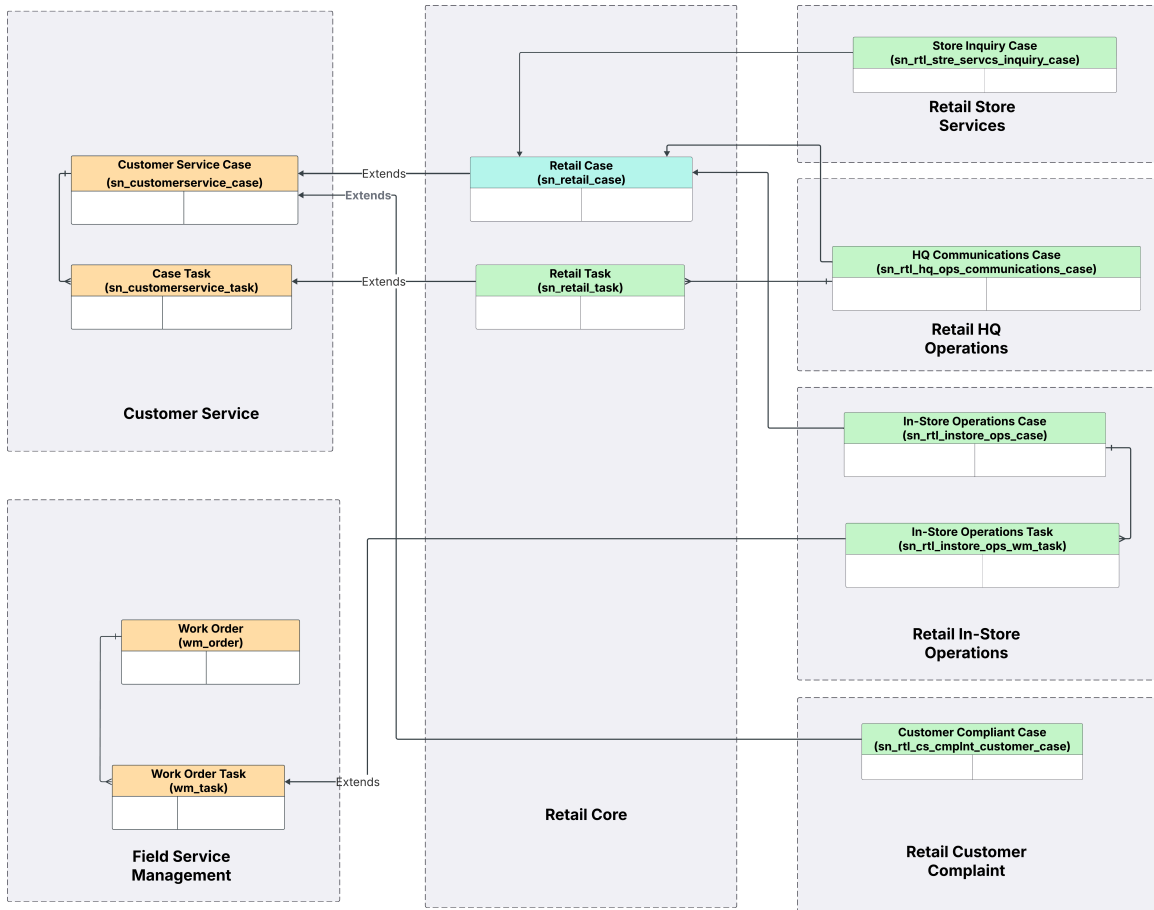 Store Inquiry Case
(sn_rtl_stre_servcs_inquiry_case)
Retail Store
Services
Customer Service Case
(sn_customerservice_case)
Extends
Retail Case
(sn_retail_case)
Extends
Case Task
(sn_customerservice_task)
Extends
Retail Task
(sn_retail_task)
HQ Communications Case
(sn_rtl_hq_ops_communications_case)
Retail HQ
Operations
Customer Service
In-Store Operations Case
(sn_rtl_instore_ops_case)
In-Store Operations Task
(sn_rtl_instore_ops_wm_task)
Retail In-Store
Operations
Work Order
(wm_order)
Work Order Task
(wm_task)
Extends
Field Service
Management
Retail Core
Customer Compliant Case
(sn_rtl_cs_cmplnt_customer_case)
Retail Customer
Complaint